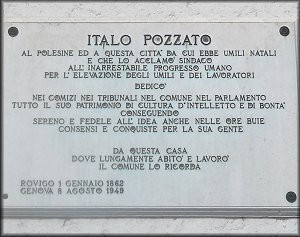 ITALO POZZATO
AL POLESINE ED A QUESTA CITTA' DA CUI EBBE UMILI NATALI
E CHE LO ACLAMO' SINDACO
ALL'INARRESTABILE PROGRESSO UMANO
PER L'ELEVAZIONE DEGLI UMILI E DEI LAVORATORI
DEDICO'
NEI COMIZI NEI TRIBUNALI NEL COMUNE NEL PARLAMENTO
TUTTO IL SUO PATRIMONIO DI CULTURA D'INTELLETTO E DI BONTA'
CONSEGUENDO
SERENO E FEDELE ALL'IDEA ANCHE NELLE ORE BUIE
CONSENSI E CONQUISTE PER LA SUA GENTE
DA QUESTA CASA
DOVE LUNGAMENTE ABITO' E LAVORO'
IL COMUNE LO RICORDA
ROVIGO 1 GENNAIO 1862
GENOVA 8 AGOSTO 1949